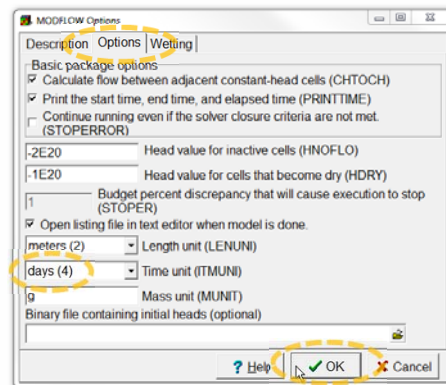 MODFLOW Options
Description Options Wetting
Basic package options
Calculate flow between adjacent constant-head cells (CHTOCH)
Print the start time, end time, and elapsed time (PRINTTIME)
Continue running even if the solver closure criteria are not met.
(STOPERROR)
-2E20 Head value for inactive cells (HNOFLO)
-1E20 Head value for cells that become dry (HDRY)
1 Budget percent discrepancy that will cause execution to stop
(STOPER)
Open listing file in text editor when model is done.
meters (2) Length unit (LENUNI)
days (4) Time unit (ITMUNI)
g Mass unit (MUNIT)
Binary file containing initial heads (optional)
? Help OK Cancel